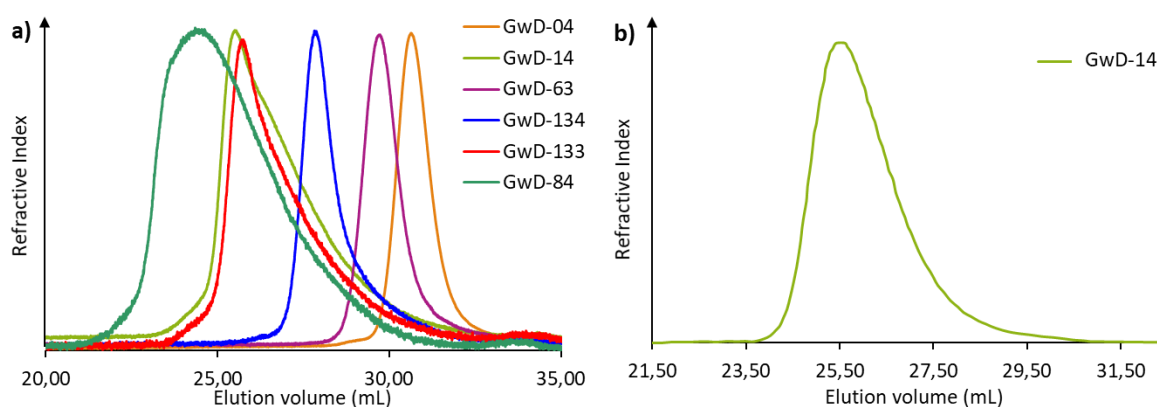 a)
Refractive Index
GwD-04
GwD-14
GwD-63
GwD-134
GwD-133
GwD-84
20,00 25,00 30,00 35,00
Elution volume (mL)
b)
Refractive Index
GwD-14
21,50 23,50 25,50 27,50 29,50 31,50
Elution volume (mL)